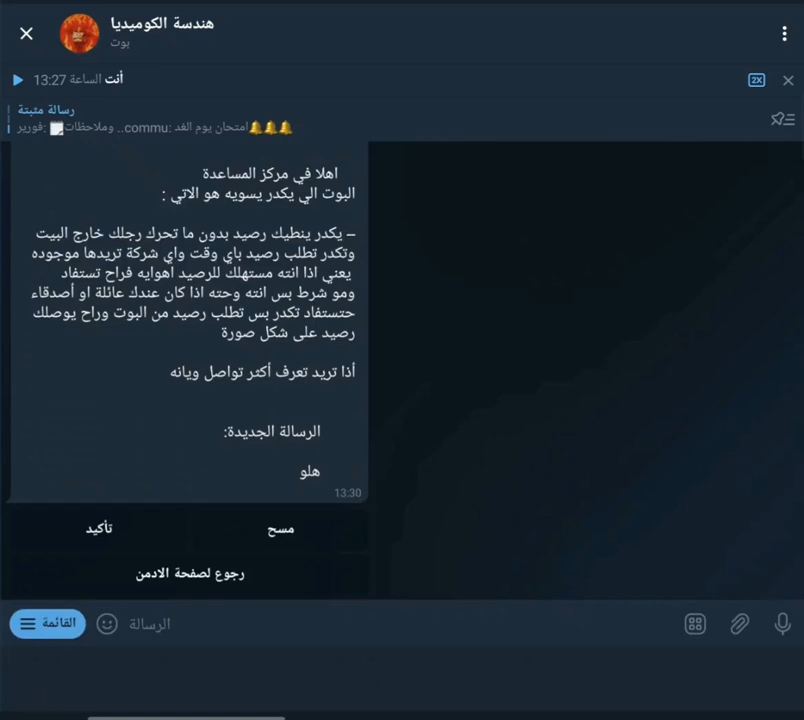 هندسة الكوميديا
بوت
أنت الساعة 13:27
2X
رسالة مثبتة
🔔🔔🔔امتحان يوم الغد :commu.. وملاحظات🗒: فورير
اهلا في مركز المساعدة
البوت الي يكدر يسويه هو الاتي :
– يكدر ينطيك رصيد بدون ما تحرك رجلك خارج البيت
وتكدر تطلب رصيد باي وقت واي شركة تريدها موجوده
يعني اذا انته مستهلك للرصيد اهوايه فراح تستفاد
ومو شرط بس انته وحته اذا كان عندك عائلة او أصدقاء
حتستفاد تكدر بس تطلب رصيد من البوت وراح يوصلك
رصيد على شكل صورة
أذا تريد تعرف أكثر تواصل ويانه
الرسالة الجديدة:
هلو
13:30
مسح
تأكيد
رجوع لصفحة الادمن
القائمة
الرسالة